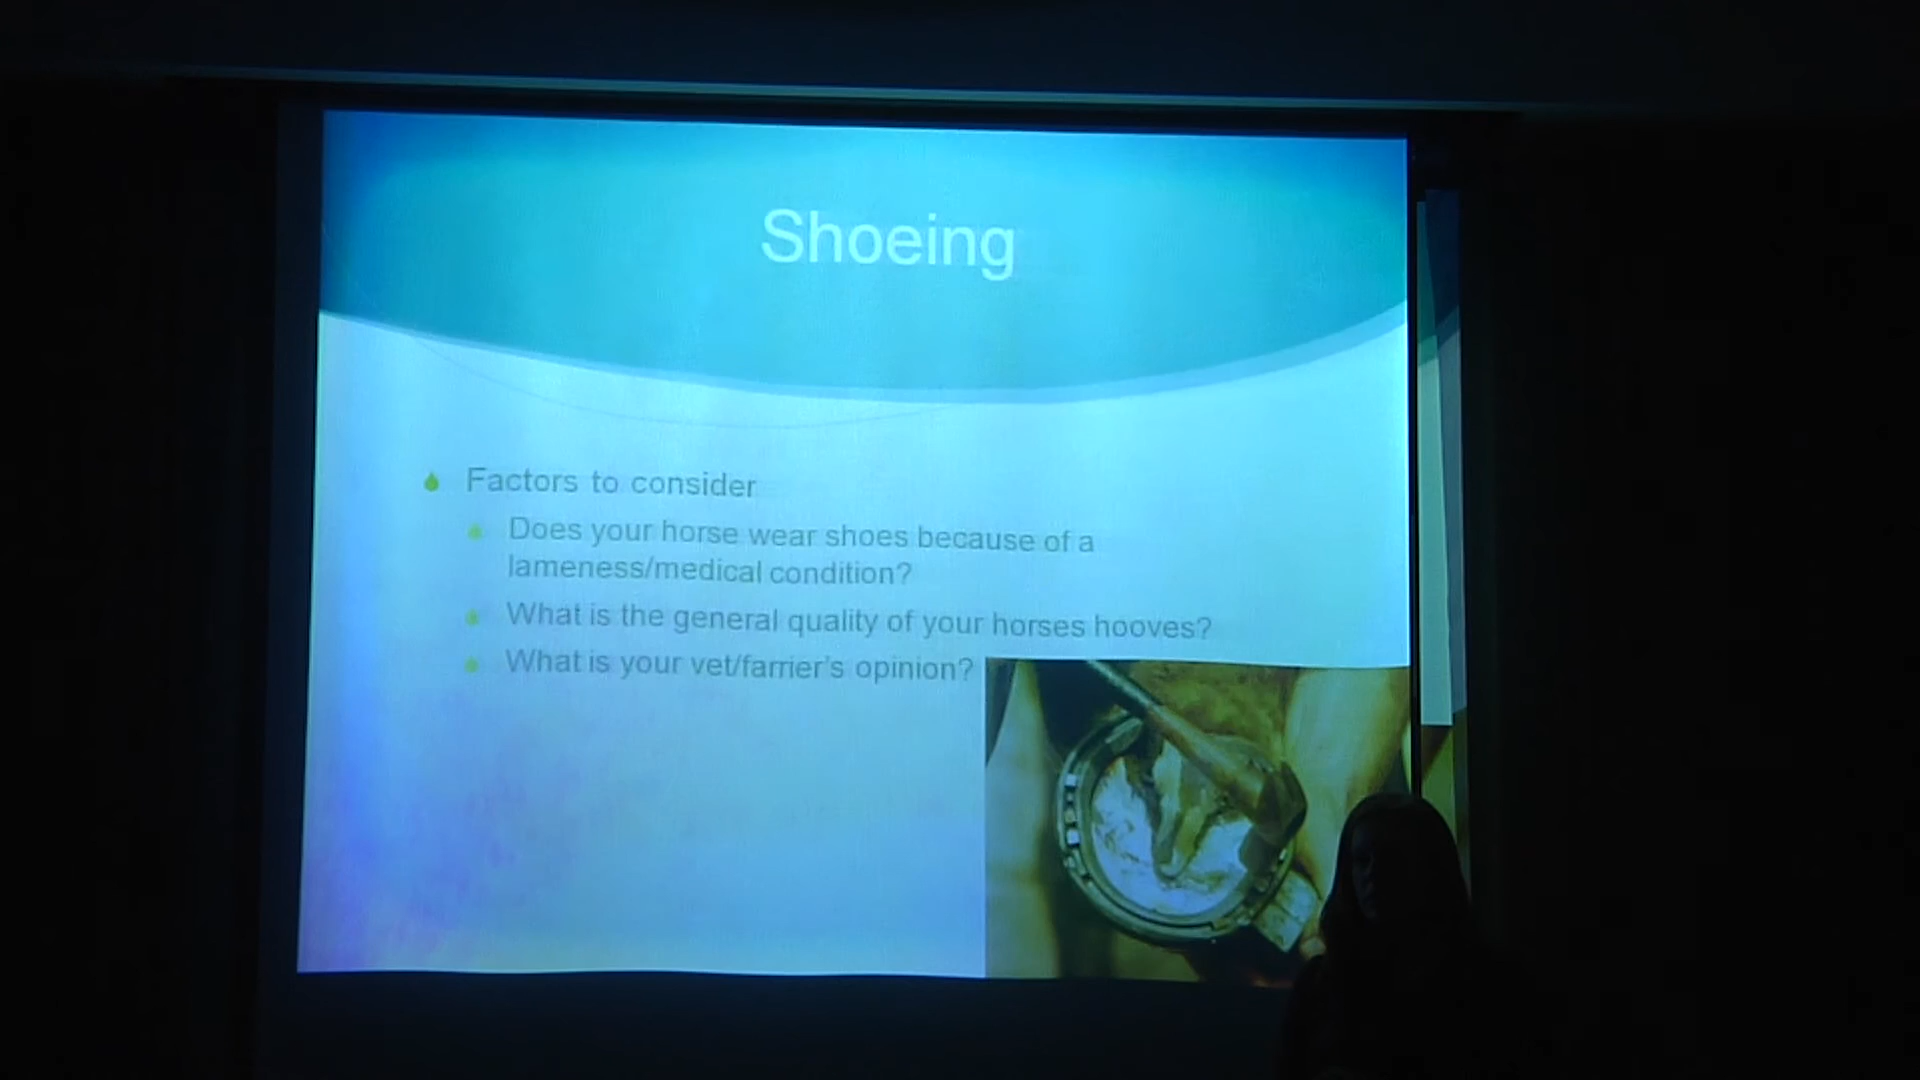 Shoeing
Factors to consider
Does your horse wear shoes because of a
lameness/medical condition?
What is the general quality of your horses hooves?
What is your vet/farrier's opinion?